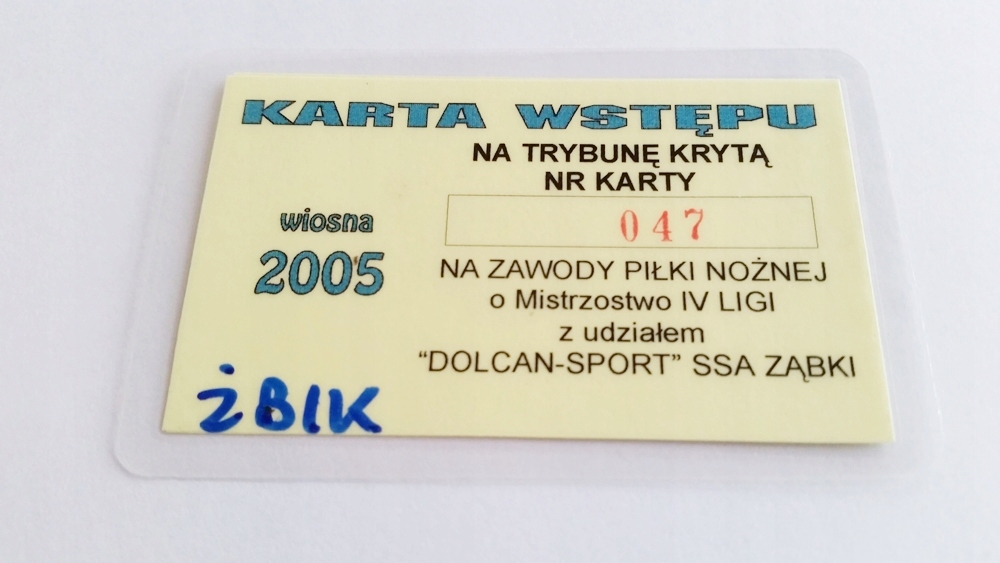 KARTA WSTĘPU
NA TRYBUNĘ KRYTĄ
NR KARTY
047
wiosna
2005
NA ZAWODY PIŁKI NOŻNEJ
o Mistrzostwo IV LIGI
z udziałem
“DOLCAN-SPORT” SSA ZĄBKI
ŻBIK